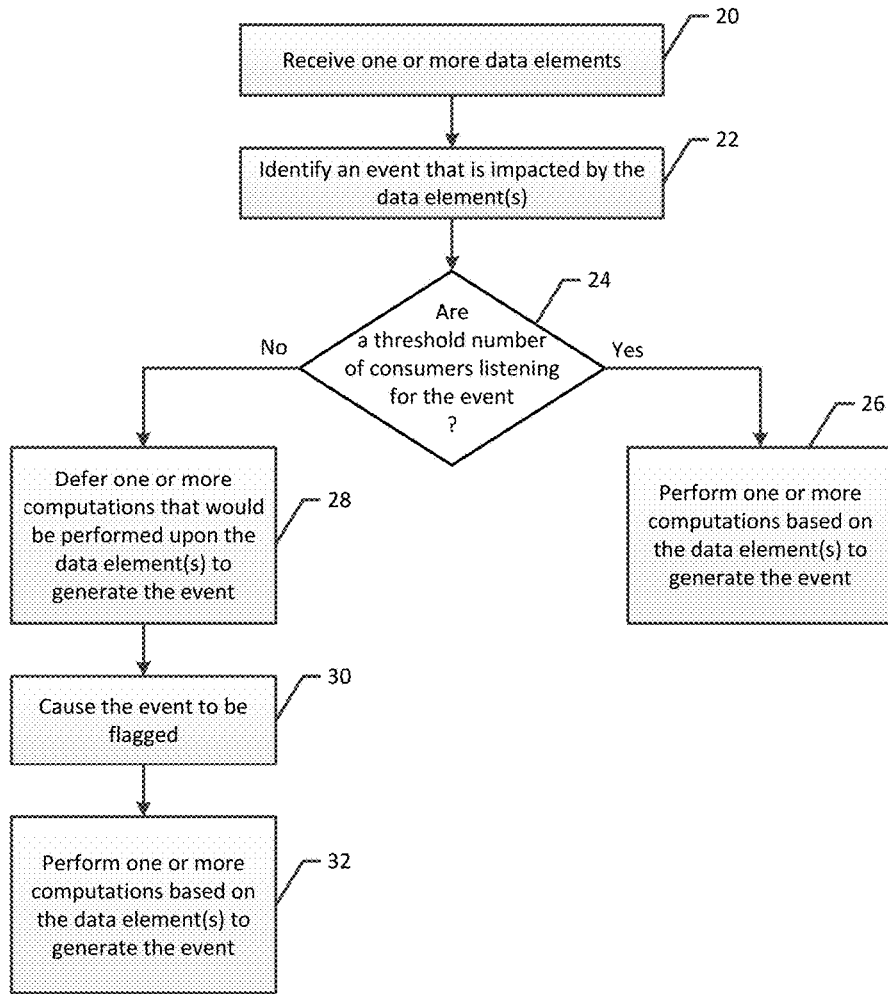 20
Receive one or more data elements
22
Identify an event that is impacted by the
data element(s)
24
Are
a threshold number
of consumers listening
for the event
?
No
Yes
26
Perform one or more
computations based on
the data element(s) to
generate the event
Defer one or more
computations that would
be performed upon the
data element(s) to
generate the event
28
30
Cause the event to be
flagged
Perform one or more
computations based on
the data element(s) to
generate the event
32